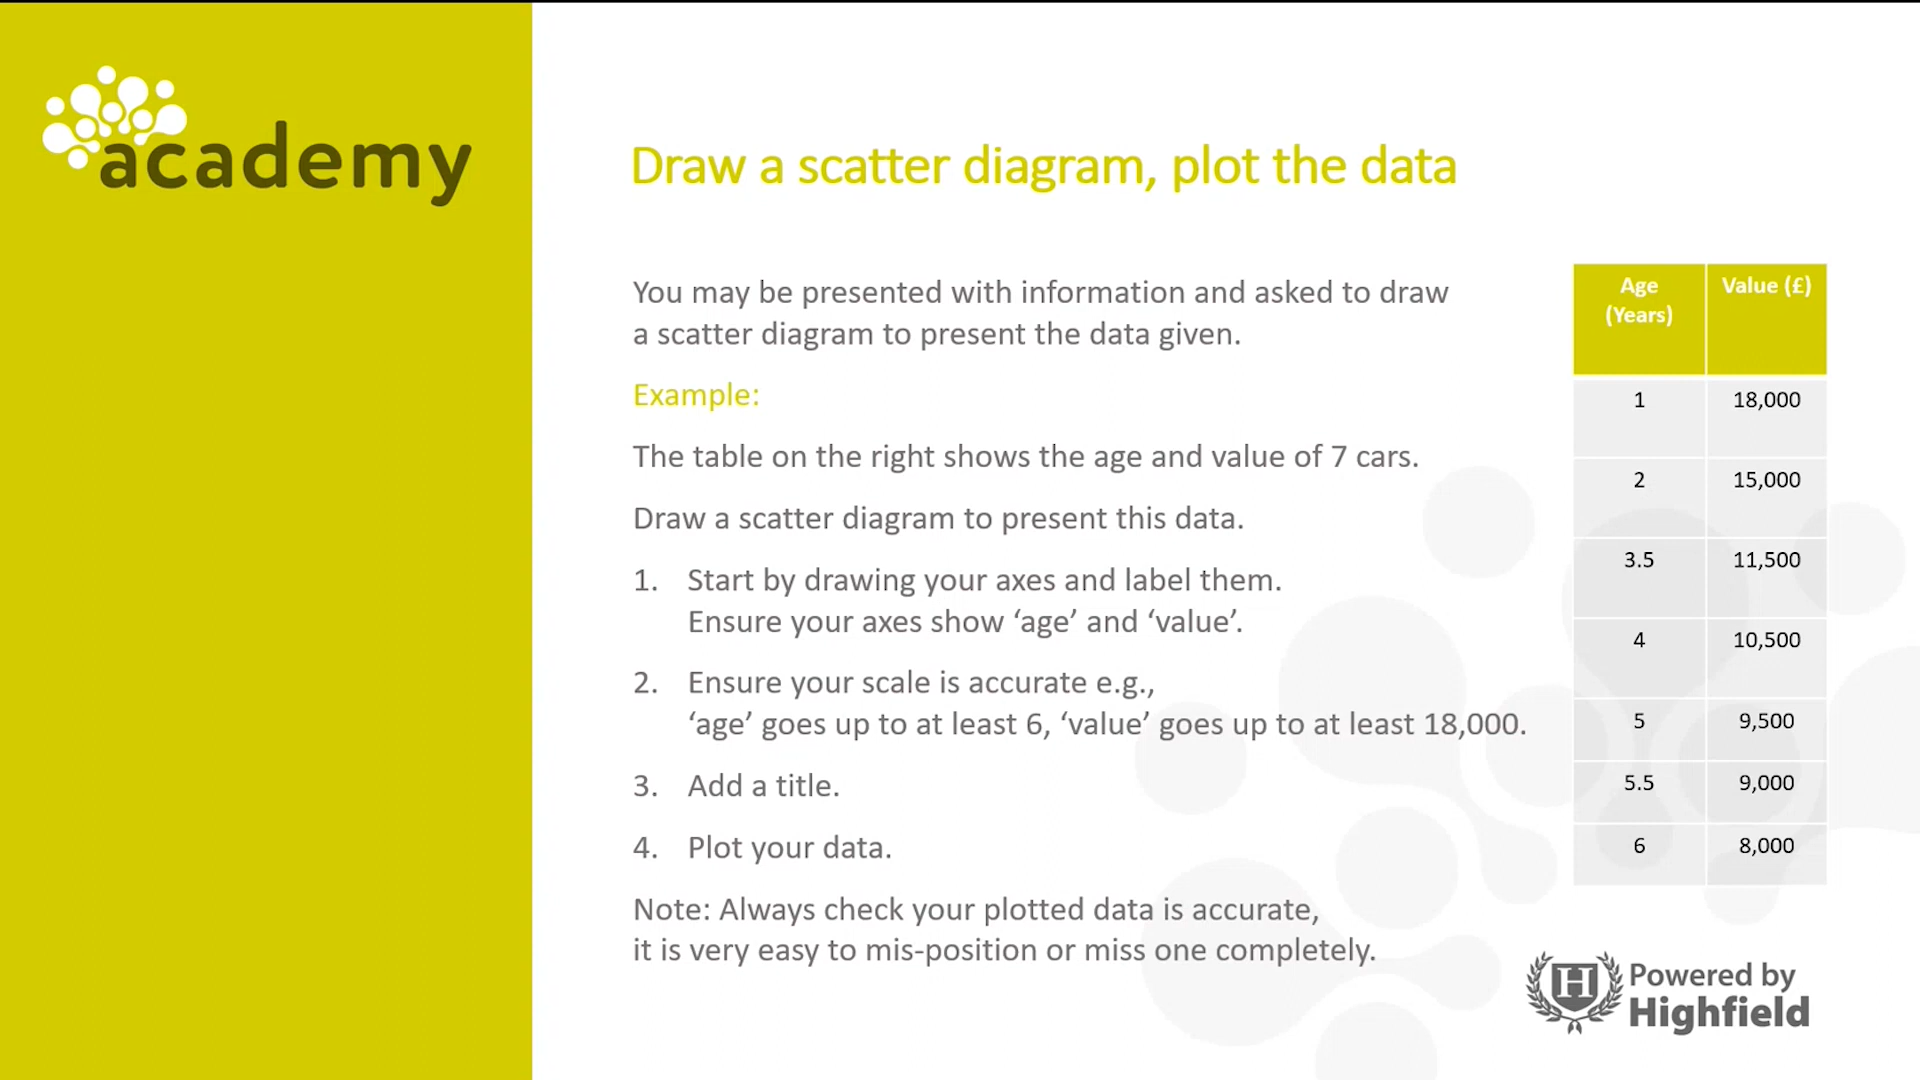 academy
Draw a scatter diagram, plot the data
You may be presented with information and asked to draw
a scatter diagram to present the data given.
Example:
The table on the right shows the age and value of 7 cars.
Draw a scatter diagram to present this data.
1. Start by drawing your axes and label them.
Ensure your axes show ‘age’ and ‘value’.
2. Ensure your scale is accurate e.g.,
‘age’ goes up to at least 6, ‘value’ goes up to at least 18,000.
3. Add a title.
4. Plot your data.
Note: Always check your plotted data is accurate,
it is very easy to mis-position or miss one completely.
Age Value (£)
(Years)
1 18,000
2 15,000
3.5 11,500
4 10,500
5 9,500
5.5 9,000
6 8,000
H
Powered by
Highfield